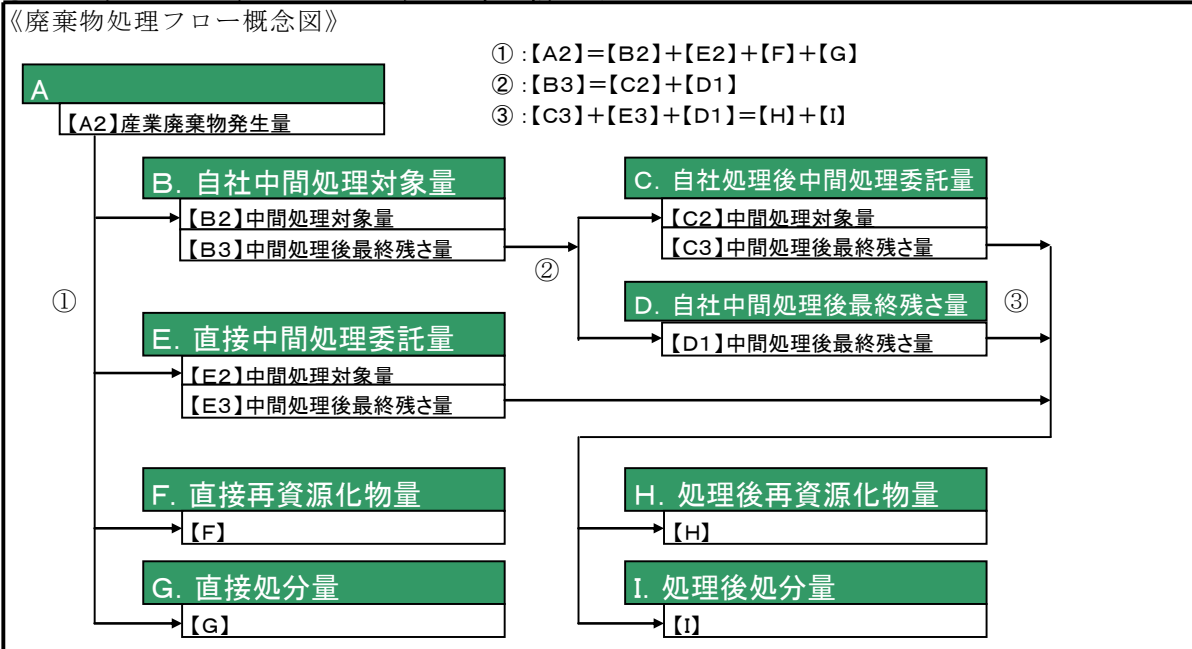 《廃棄物処理フロー概念図》
①:【A2】=【B2】+【E2】+【F】+【G】
②:【B3】=【C2】+【D1】
③:【C3】+【E3】+【D1】=【H】+【I】
A
【A2】産業廃棄物発生量
B. 自社中間処理対象量
【B2】中間処理対象量
【B3】中間処理後最終残さ量
C. 自社処理後中間処理委託量
【C2】中間処理対象量
【C3】中間処理後最終残さ量
②
①
D. 自社中間処理後最終残さ量
【D1】中間処理後最終残さ量
③
E. 直接中間処理委託量
【E2】中間処理対象量
【E3】中間処理後最終残さ量
F. 直接再資源化物量
【F】
H. 処理後再資源化物量
【H】
G. 直接処分量
【G】
I. 処理後処分量
【I】